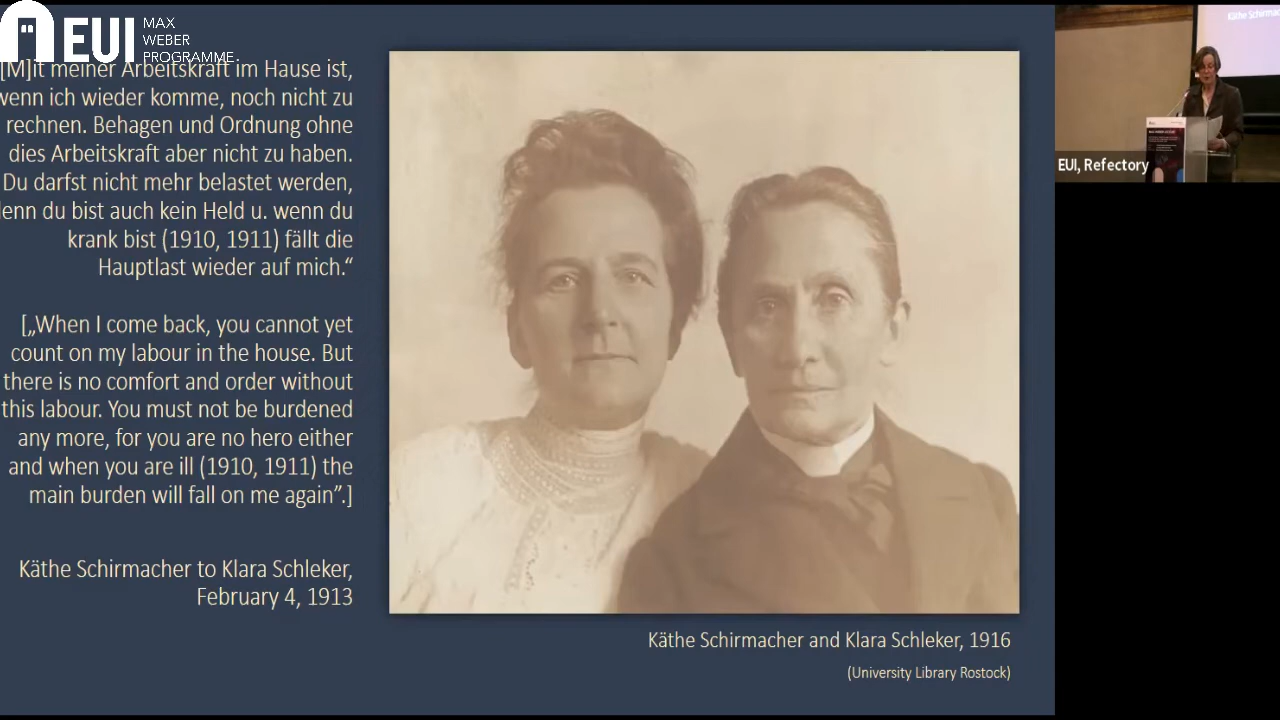 EUI
MAX
WEBER
PROGRAMME
[M]it meiner Arbeitskraft im Hause ist,
wenn ich wieder komme, noch nicht zu
rechnen. Behagen und Ordnung ohne
dies Arbeitskraft aber nicht zu haben.
Du darfst nicht mehr belastet werden,
denn du bist auch kein Held u. wenn du
krank bist (1910, 1911) fällt die
Hauptlast wieder auf mich.“
[„When I come back, you cannot yet
count on my labour in the house. But
there is no comfort and order without
this labour. You must not be burdened
any more, for you are no hero either
and when you are ill (1910, 1911) the
main burden will fall on me again”.]
Käthe Schirmacher to Klara Schleker,
February 4, 1913
Käthe Schirmacher and Klara Schleker, 1916
(University Library Rostock)
Käthe Schirmac
EUI, Refectory